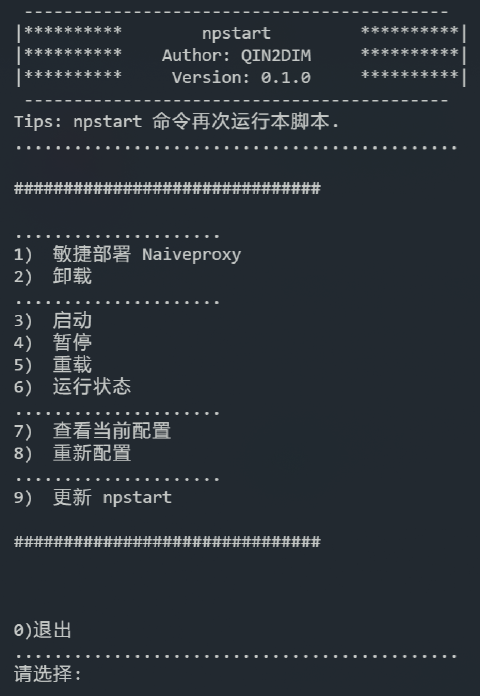 ---------------------------------------------
|********** npstart **********|
|********** Author: QIN2DIM **********|
|********** Version: 0.1.0 **********|
---------------------------------------------
Tips: npstart 命令再次运行本脚本.
.............................................
###############################
.....................
1) 敏捷部署 Naiveproxy
2) 卸载
.....................
3) 启动
4) 暂停
5) 重载
6) 运行状态
.....................
7) 查看当前配置
8) 重新配置
.....................
9) 更新 npstart
###############################
0)退出
.............................................
请选择: